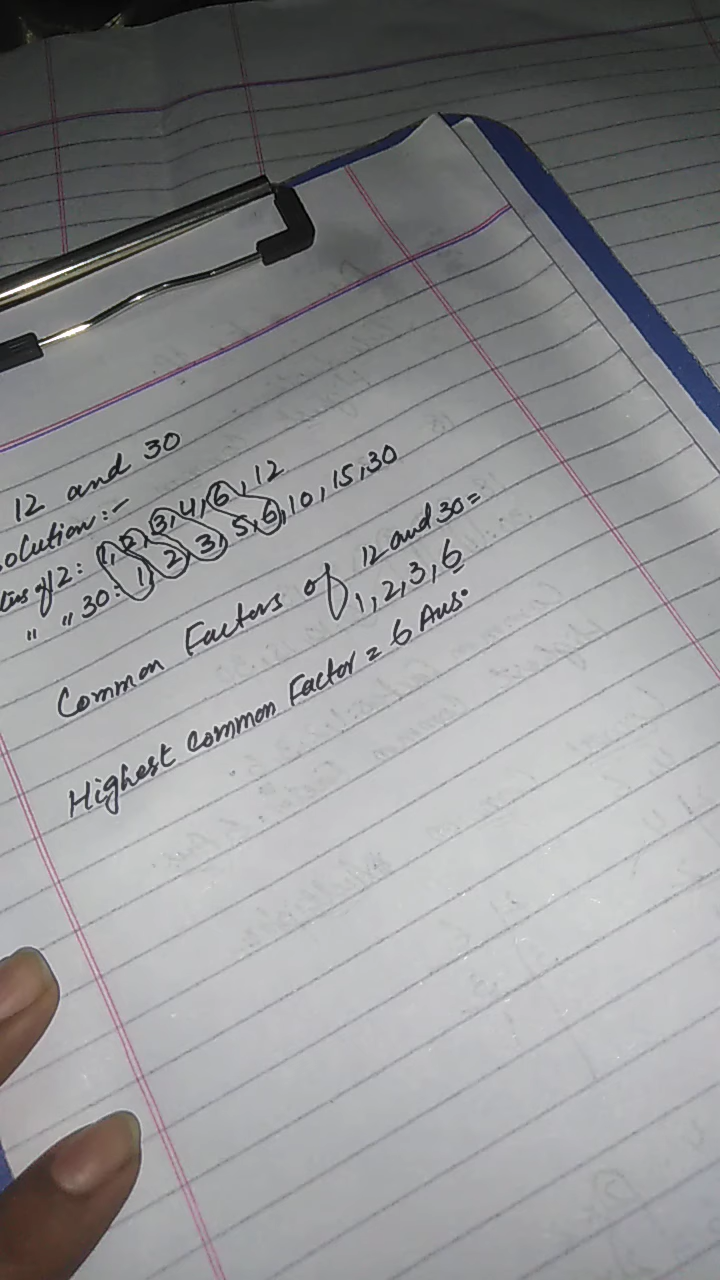 12 and 30
olution:-
of 12: 1, 2, 3, 4, 6, 12
" " 30: 1, 2, 3, 5, 6, 10, 15, 30
Common Factors of 12 and 30 =
1, 2, 3, 6
Highest Common Factor = 6 Ans.